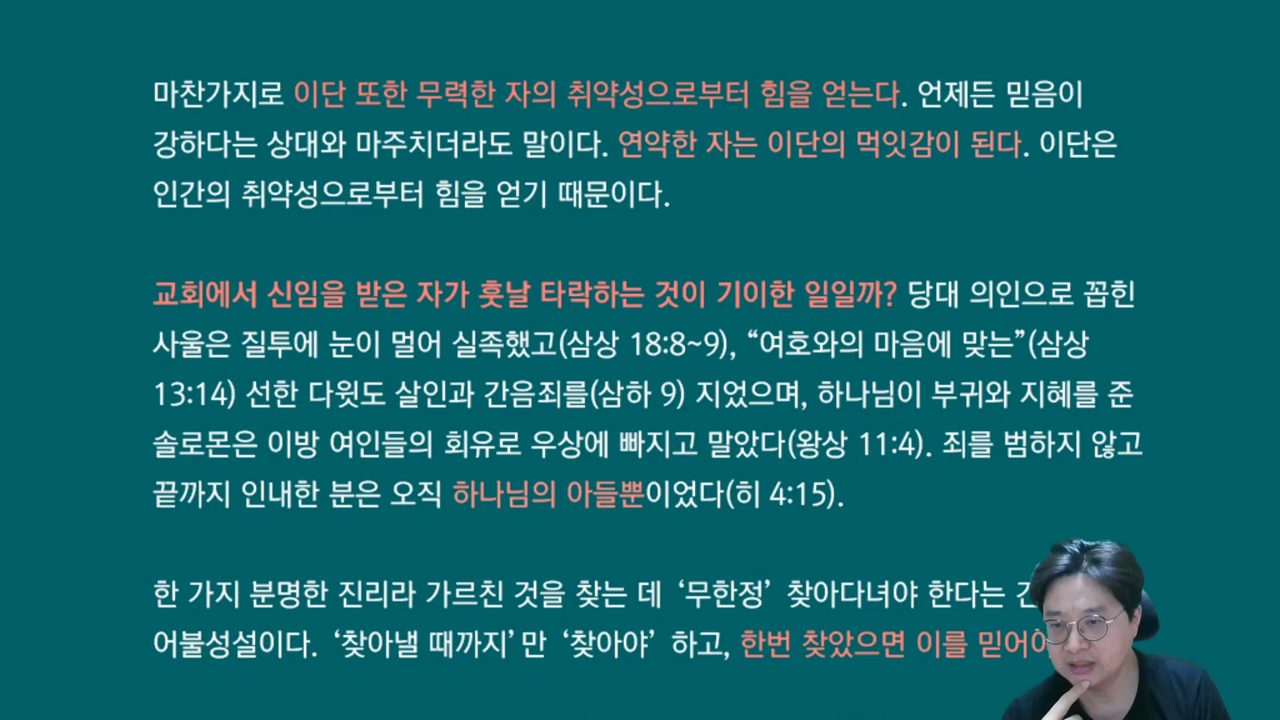 마찬가지로 이단 또한 무력한 자의 취약성으로부터 힘을 얻는다. 언제든 믿음이
강하다는 상대와 마주치더라도 말이다. 연약한 자는 이단의 먹잇감이 된다. 이단은
인간의 취약성으로부터 힘을 얻기 때문이다.
교회에서 신임을 받은 자가 훗날 타락하는 것이 기이한 일일까? 당대 의인으로 꼽힌
사울은 질투에 눈이 멀어 실족했고(삼상 18:8~9), “여호와의 마음에 맞는”(삼상
13:14) 선한 다윗도 살인과 간음죄를(삼하 9) 지었으며, 하나님이 부귀와 지혜를 준
솔로몬은 이방 여인들의 회유로 우상에 빠지고 말았다(왕상 11:4). 죄를 범하지 않고
끝까지 인내한 분은 오직 하나님의 아들뿐이었다(히 4:15).
한 가지 분명한 진리라 가르친 것을 찾는 데 ‘무한정’ 찾아다녀야 한다는 건
어불성설이다. ‘찾아낼 때까지’만 ‘찾아야’ 하고, 한번 찾았으면 이를 믿어야